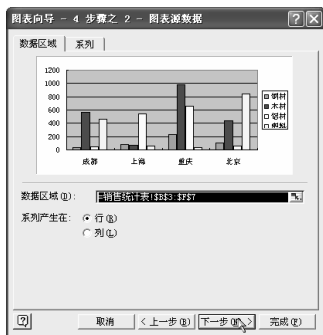 图表向导 - 4 步骤之 2 - 图表源数据
数据区域 系列
1200
1000
800
600
400
200
0
成都 上海 重庆 北京
钢材
木材
铝材
塑料
数据区域(D): =销售统计表!$B$3:$F$7
系列产生在: 行(R)
列(L)
取消 < 上一步(B) 下一步(N) > 完成(F)